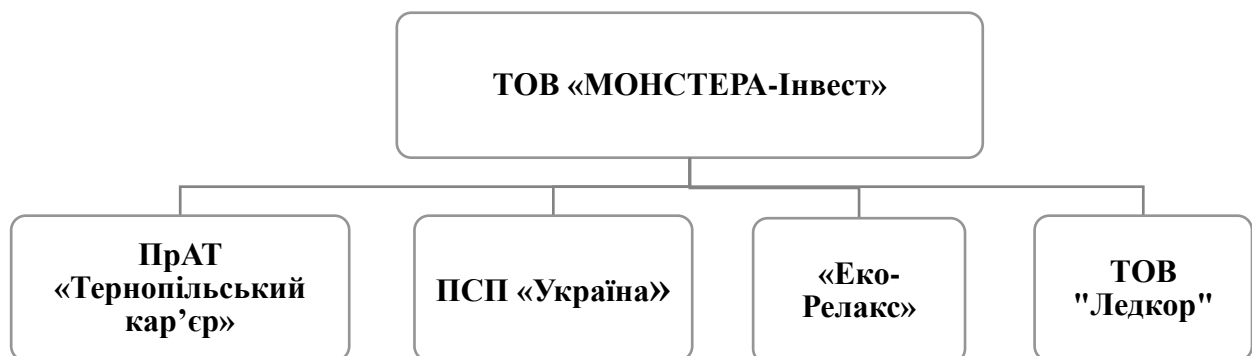 ТОВ «МОНСТЕРА-Інвест»
ПрАТ
«Тернопільський
кар’єр»
ПСП «Україна»
«Еко-
Релакс»
ТОВ
"Ледкор"